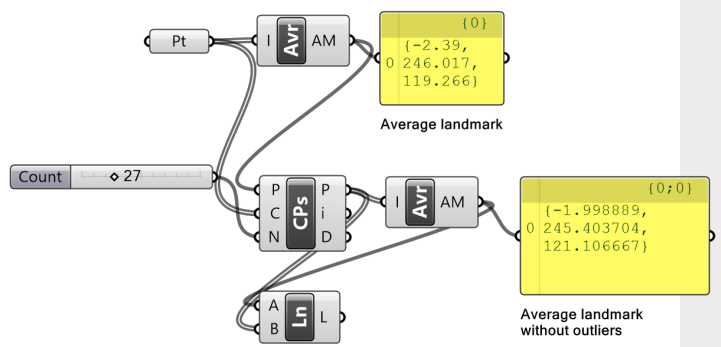 Pt
I Avr AM
{0}
0 {-2.39,
246.017,
119.266}
Average landmark
Count 27
P CPs P
C i
N D
I Avr AM
{0;0}
0 {-1.998889,
245.403704,
121.106667}
Average landmark
without outliers
A Ln L
B